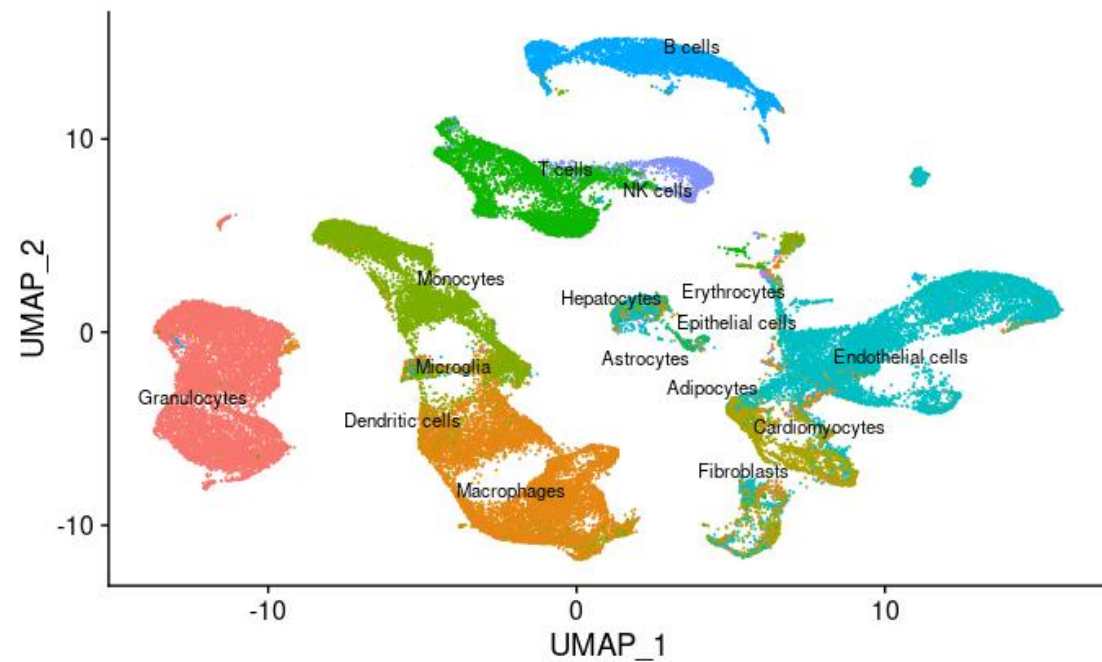 B cells
10
T cells
NK cells
Monocytes
Hepatocytes
Erythrocytes
Epithelial cells
0
Astrocytes
Endothelial cells
Microglia
Adipocytes
Granulocytes
Dendritic cells
Cardiomyocytes
Fibroblasts
Macrophages
-10
UMAP_2
-10
0
10
UMAP_1